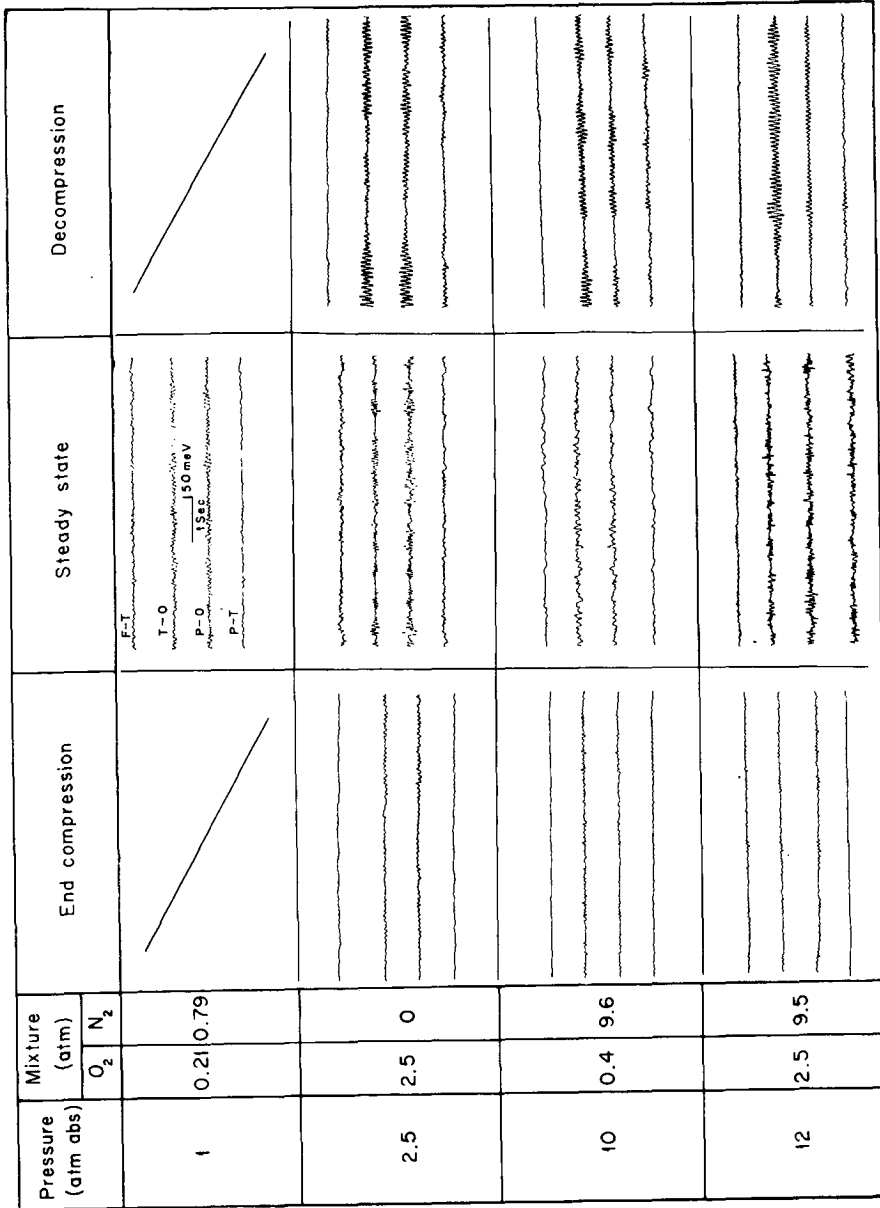 Pressure
(atm abs)
Mixture
(atm)
O₂ N₂
End compression
Steady state
Decompression
1
0.21 0.79
F-T
T-O
P-O
P-T
150 meV
1 Sec
2.5
2.5
0
10
0.4
9.6
12
2.5
9.5